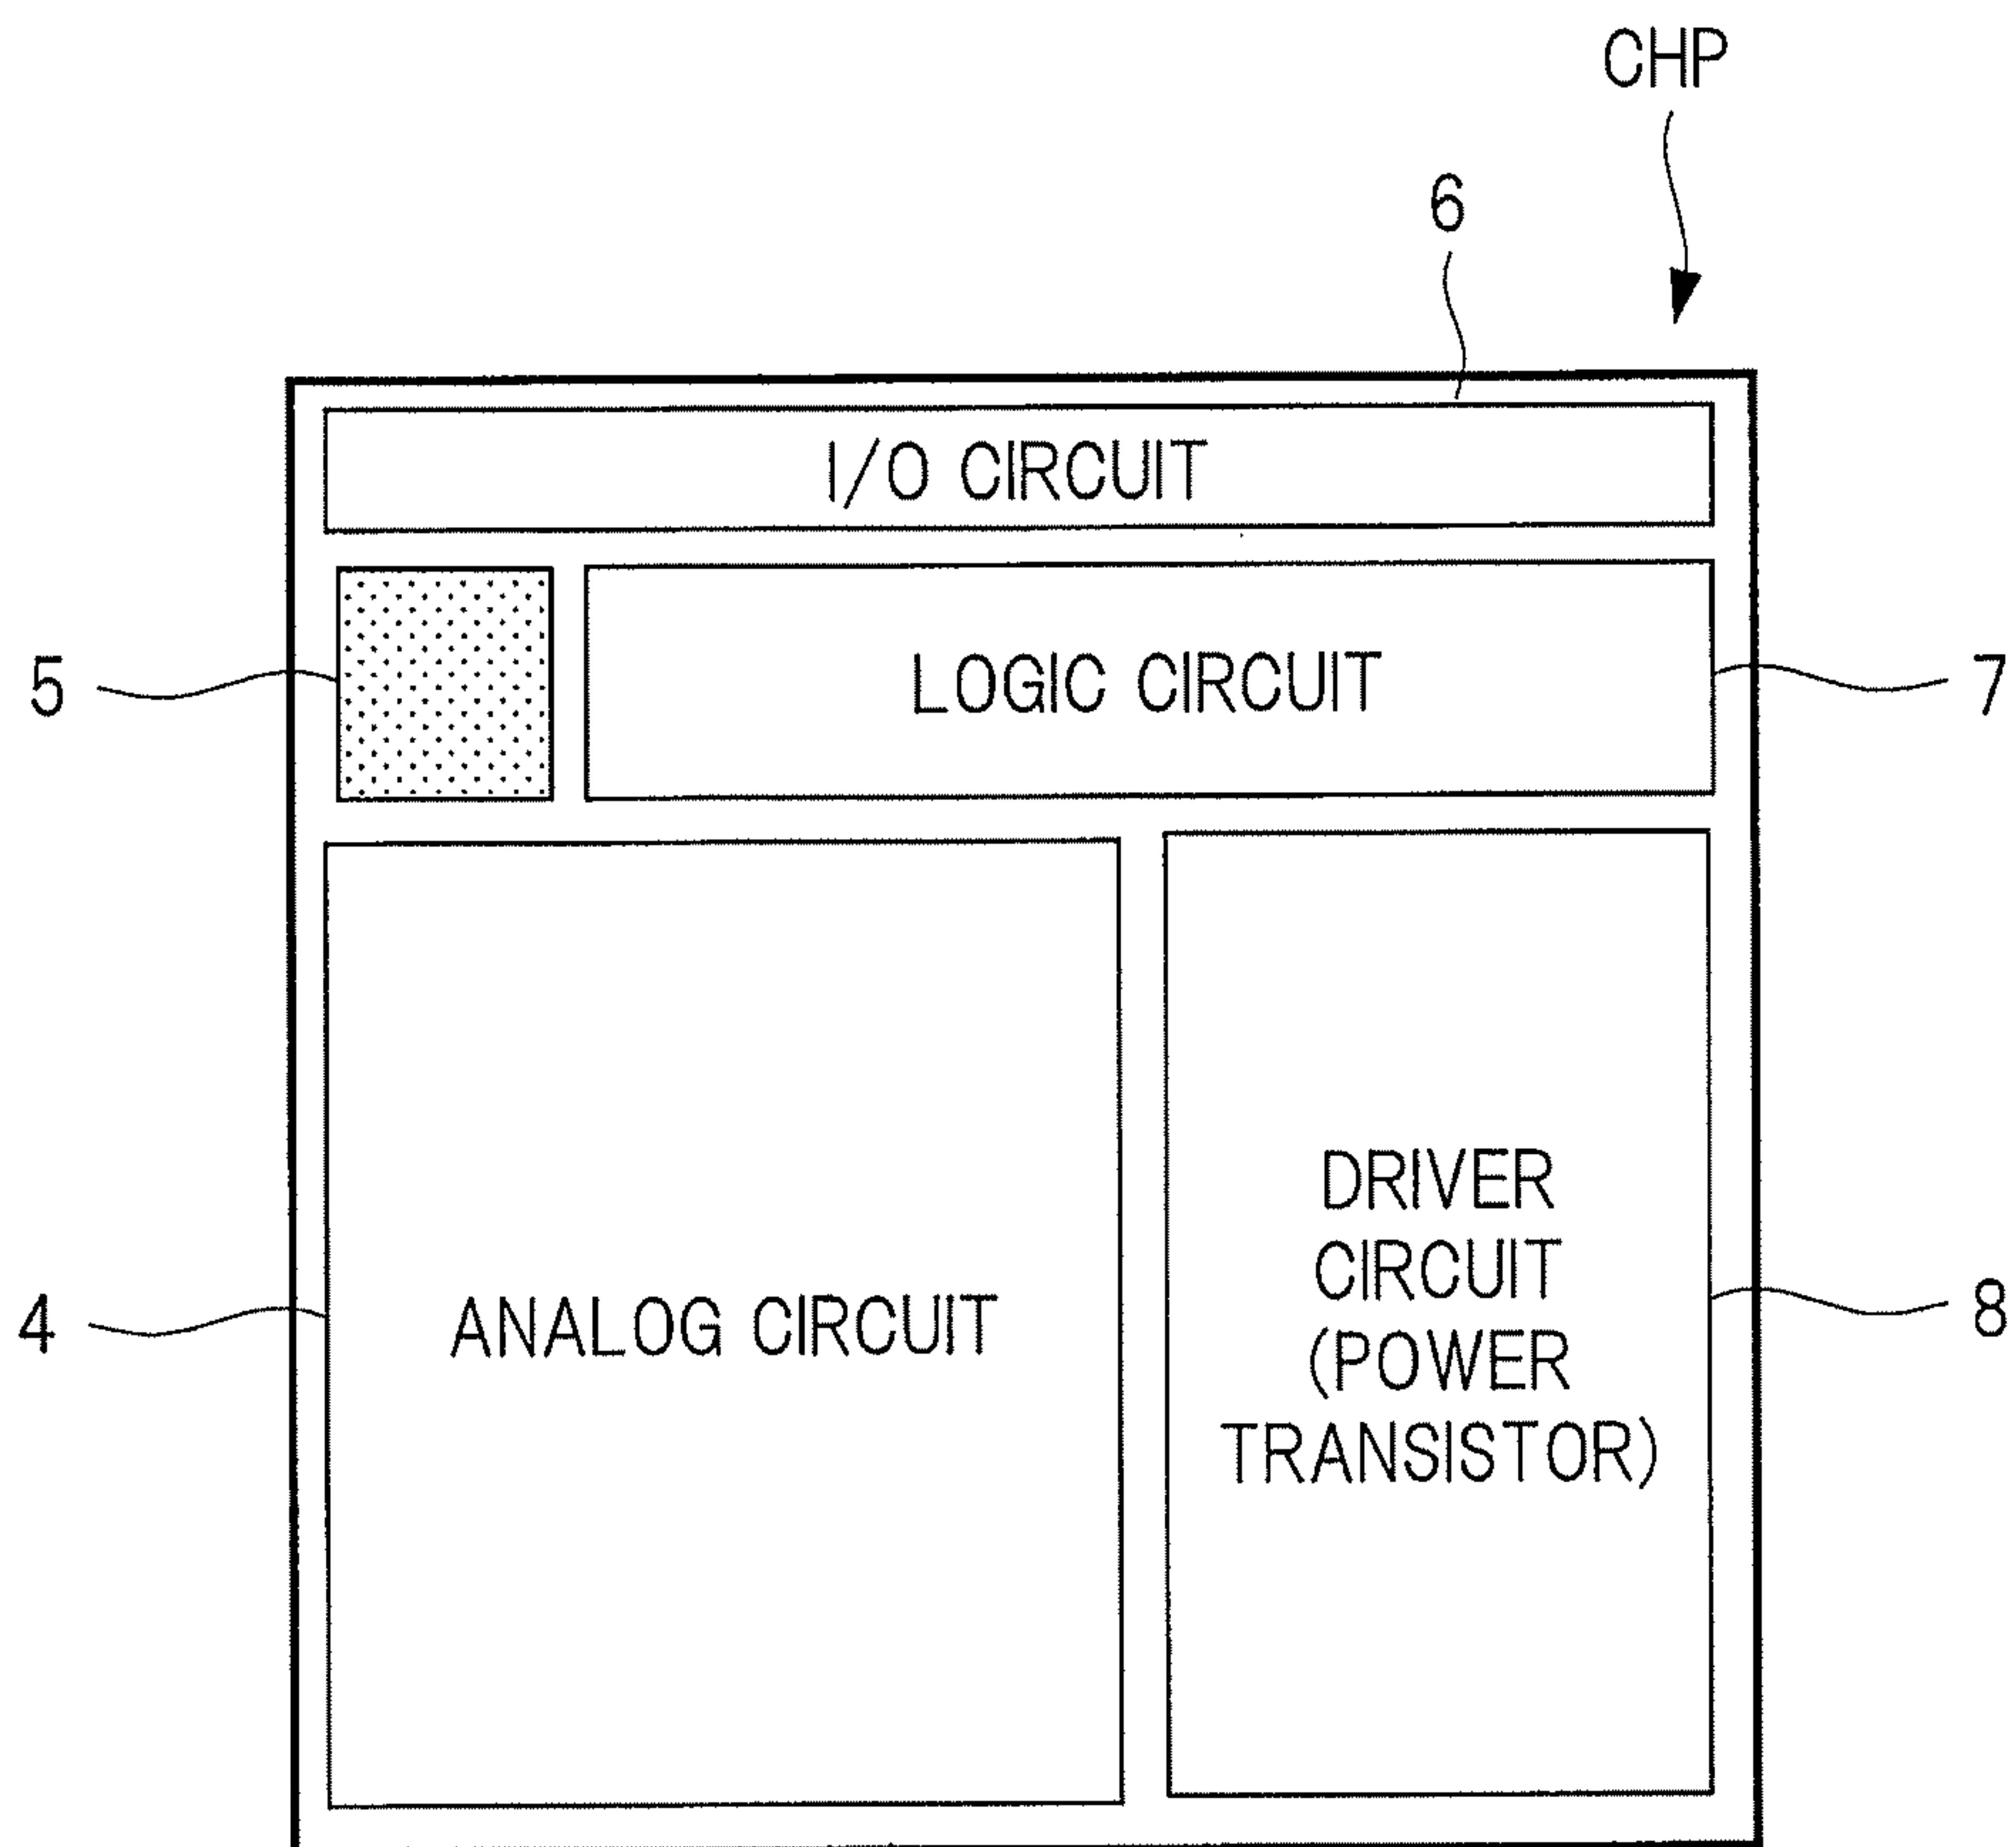 CHP
6
I/O CIRCUIT
5
LOGIC CIRCUIT
7
4
ANALOG CIRCUIT
DRIVER
CIRCUIT
(POWER
TRANSISTOR)
8